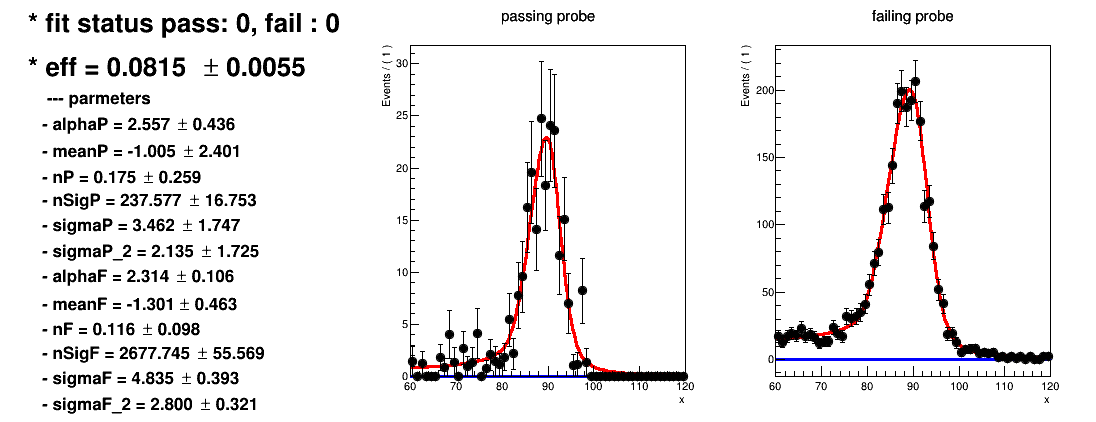 * fit status pass: 0, fail : 0
* eff = 0.0815 ± 0.0055
--- parmeters
- alphaP = 2.557 ± 0.436
- meanP = -1.005 ± 2.401
- nP = 0.175 ± 0.259
- nSigP = 237.577 ± 16.753
- sigmaP = 3.462 ± 1.747
- sigmaP_2 = 2.135 ± 1.725
- alphaF = 2.314 ± 0.106
- meanF = -1.301 ± 0.463
- nF = 0.116 ± 0.098
- nSigF = 2677.745 ± 55.569
- sigmaF = 4.835 ± 0.393
- sigmaF_2 = 2.800 ± 0.321
passing probe
Events / ( 1 )
30
25
20
15
10
5
0
60 70 80 90 100 110 120
x
failing probe
Events / ( 1 )
200
150
100
50
0
60 70 80 90 100 110 120
x